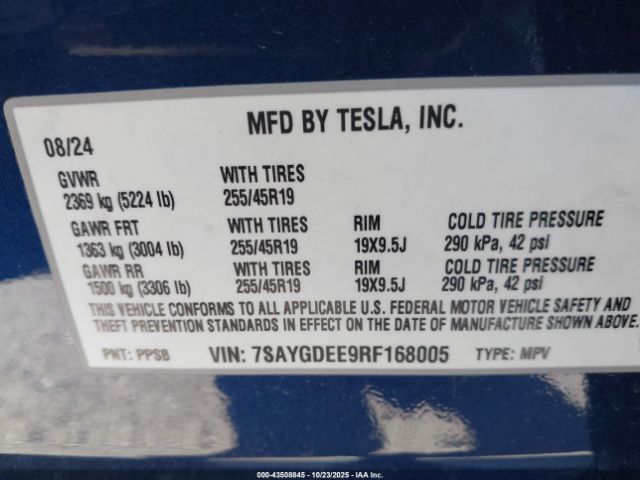 MFD BY TESLA, INC.
08/24
GVWR WITH TIRES
2369 kg (5224 lb) 255/45R19
GAWR FRT WITH TIRES RIM COLD TIRE PRESSURE
1363 kg (3004 lb) 255/45R19 19X9.5J 290 kPa, 42 psi
GAWR RR WITH TIRES RIM COLD TIRE PRESSURE
1500 kg (3306 lb) 255/45R19 19X9.5J 290 kPa, 42 psi
THIS VEHICLE CONFORMS TO ALL APPLICABLE U.S. FEDERAL MOTOR VEHICLE SAFETY AND
THEFT PREVENTION STANDARDS IN EFFECT ON THE DATE OF MANUFACTURE SHOWN ABOVE.
PNT: PPSB VIN: 7SAYGDEE9RF168005 TYPE: MPV
000-43508845 - 10/23/2025 - IAA Inc.